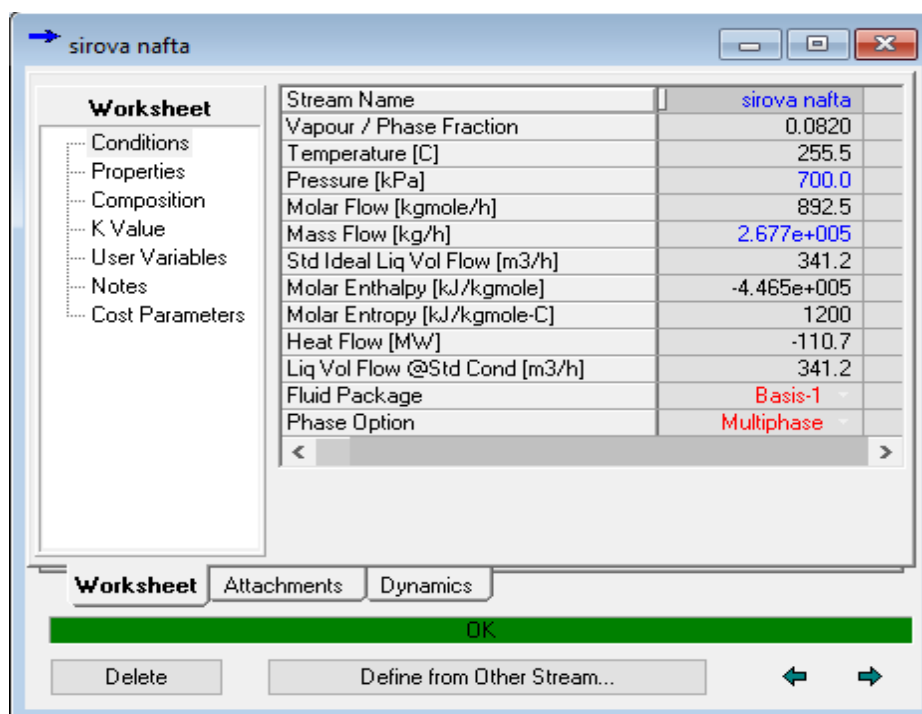 sirova nafta
Worksheet
Conditions
Properties
Composition
K Value
User Variables
Notes
Cost Parameters
Stream Name sirova nafta
Vapour / Phase Fraction 0.0820
Temperature [C] 255.5
Pressure [kPa] 700.0
Molar Flow [kgmole/h] 892.5
Mass Flow [kg/h] 2.677e+005
Std Ideal Liq Vol Flow [m3/h] 341.2
Molar Enthalpy [kJ/kgmole] -4.465e+005
Molar Entropy [kJ/kgmole-C] 1200
Heat Flow [MW] -110.7
Liq Vol Flow @Std Cond [m3/h] 341.2
Fluid Package Basis-1
Phase Option Multiphase
Worksheet Attachments Dynamics
OK
Delete Define from Other Stream...